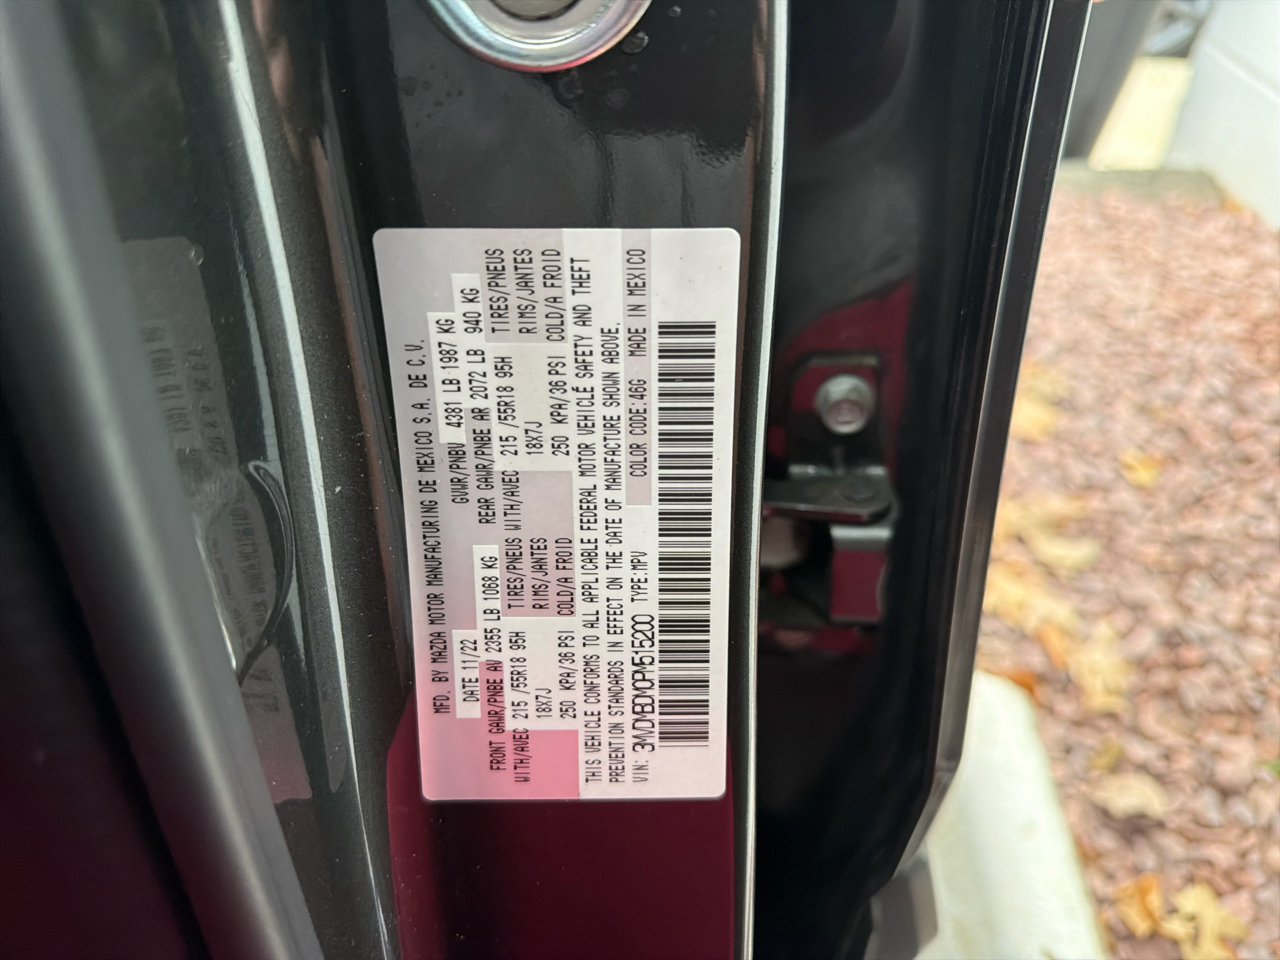 MFD. BY MAZDA MOTOR MANUFACTURING DE MEXICO S.A. DE C.V.
DATE 11/22 GVWR/PNBV 4381 LB 1987 KG
FRONT GAWR/PNBE AV 2355 LB 1068 KG REAR GAWR/PNBE AR 2072 LB 940 KG
WITH/AVEC 215 /55R18 95H TIRES/PNEUS WITH/AVEC 215 /55R18 95H TIRES/PNEUS
18X7J RIMS/JANTES 18X7J RIMS/JANTES
250 KPA/36 PSI COLD/A FROID 250 KPA/36 PSI COLD/A FROID
THIS VEHICLE CONFORMS TO ALL APPLICABLE FEDERAL MOTOR VEHICLE SAFETY AND THEFT
PREVENTION STANDARDS IN EFFECT ON THE DATE OF MANUFACTURE SHOWN ABOVE.
VIN: 3MVDMBDM0PM515200 TYPE:MPV COLOR CODE:46G MADE IN MEXICO